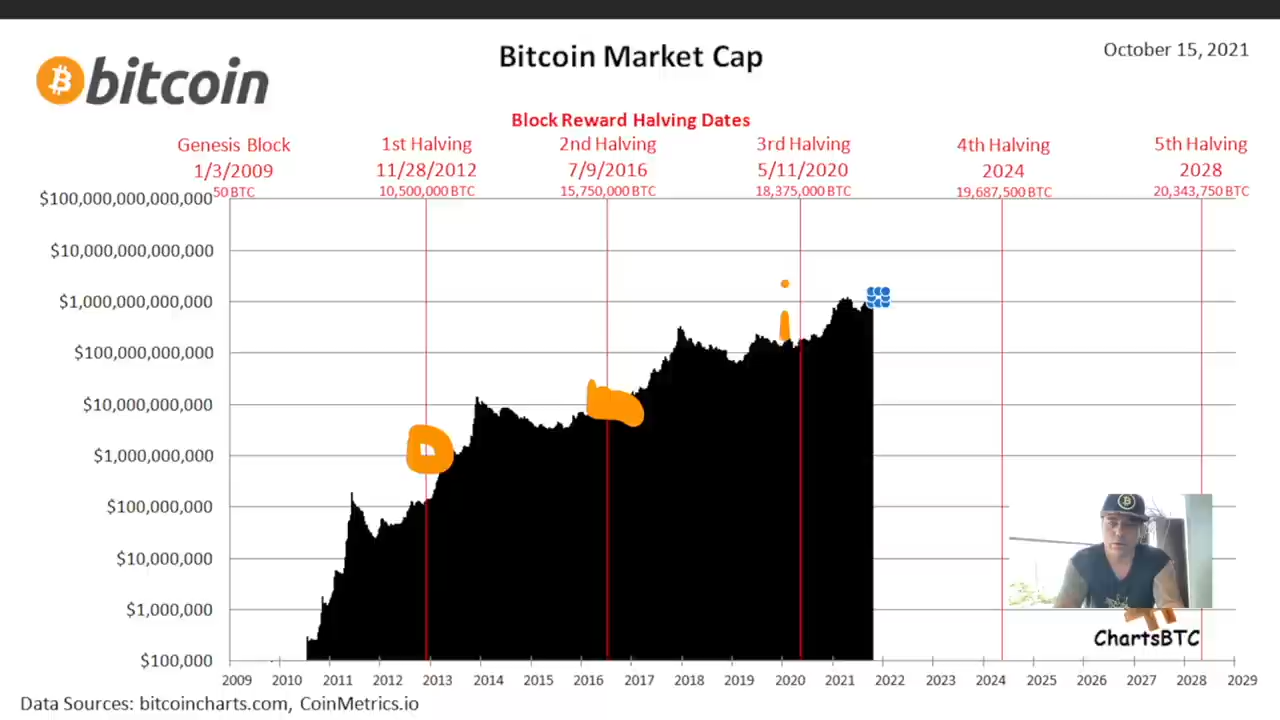 bitcoin
Bitcoin Market Cap
October 15, 2021
Block Reward Halving Dates
Genesis Block
1/3/2009
50 BTC
1st Halving
11/28/2012
10,500,000 BTC
2nd Halving
7/9/2016
15,750,000 BTC
3rd Halving
5/11/2020
18,375,000 BTC
4th Halving
2024
19,687,500 BTC
5th Halving
2028
20,343,750 BTC
$100,000,000,000,000
$10,000,000,000,000
$1,000,000,000,000
$100,000,000,000
$10,000,000,000
$1,000,000,000
$100,000,000
$10,000,000
$1,000,000
$100,000
2009 2010 2011 2012 2013 2014 2015 2016 2017 2018 2019 2020 2021 2022 2023 2024 2025 2026 2027 2028 2029
ChartsBTC
Data Sources: bitcoincharts.com, CoinMetrics.io